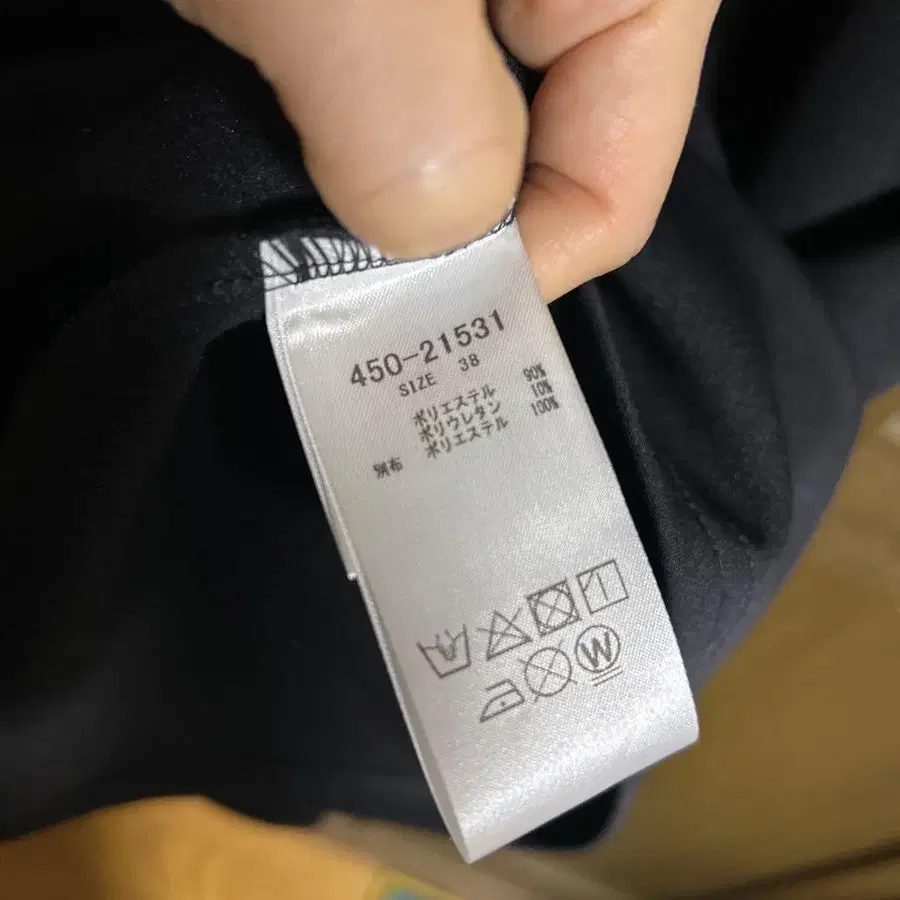 450-21531
SIZE 38
ポリエステル 90%
ポリウレタン 10%
別布 ポリエステル 100%
W